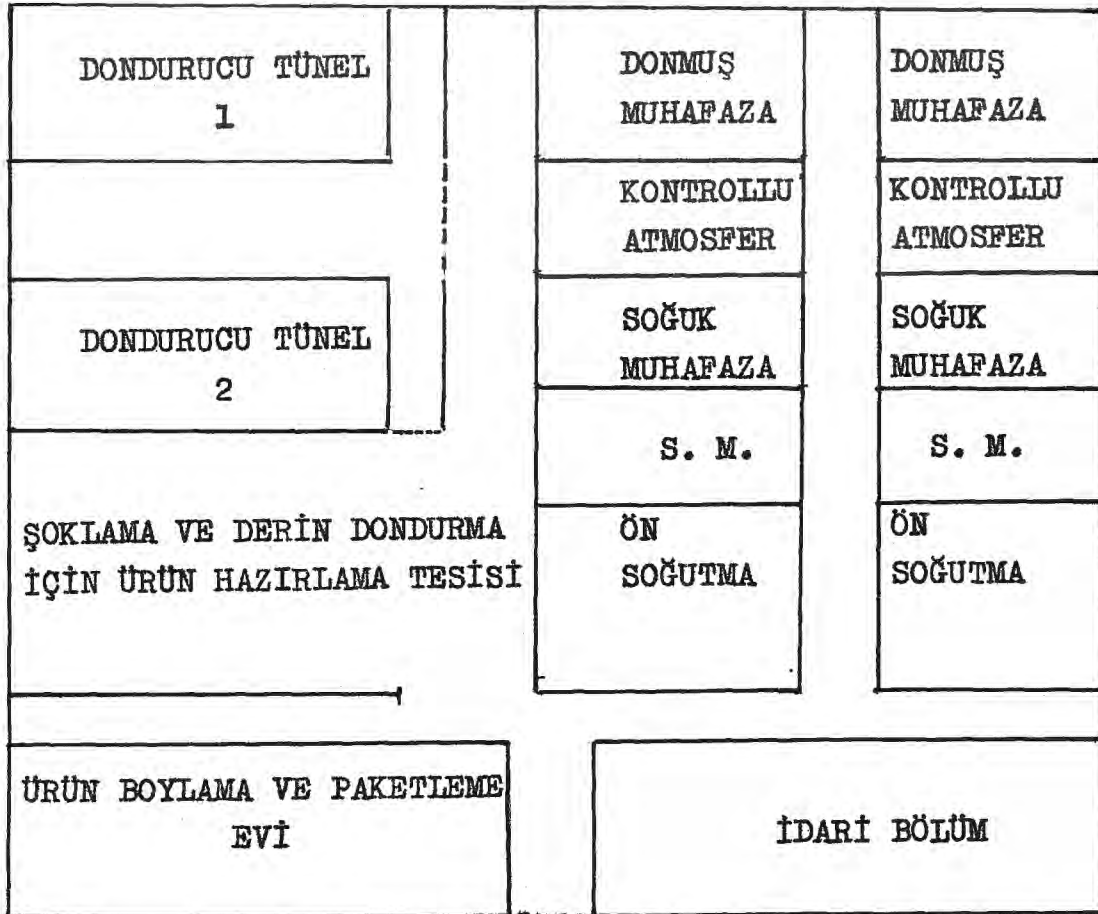 DONDURUCU TÜNEL
1
DONDURUCU TÜNEL
2
ŞOKLAMA VE DERİN DONDURMA
İÇİN ÜRÜN HAZIRLAMA TESİSİ
DONMUŞ
MUHAFAZA
KONTROLLU
ATMOSFER
SOĞUK
MUHAFAZA
S. M.
ÖN
SOĞUTMA
DONMUŞ
MUHAFAZA
KONTROLLU
ATMOSFER
SOĞUK
MUHAFAZA
S. M.
ÖN
SOĞUTMA
ÜRÜN BOYLAMA VE PAKETLEME
EVİ
İDARİ BÖLÜM